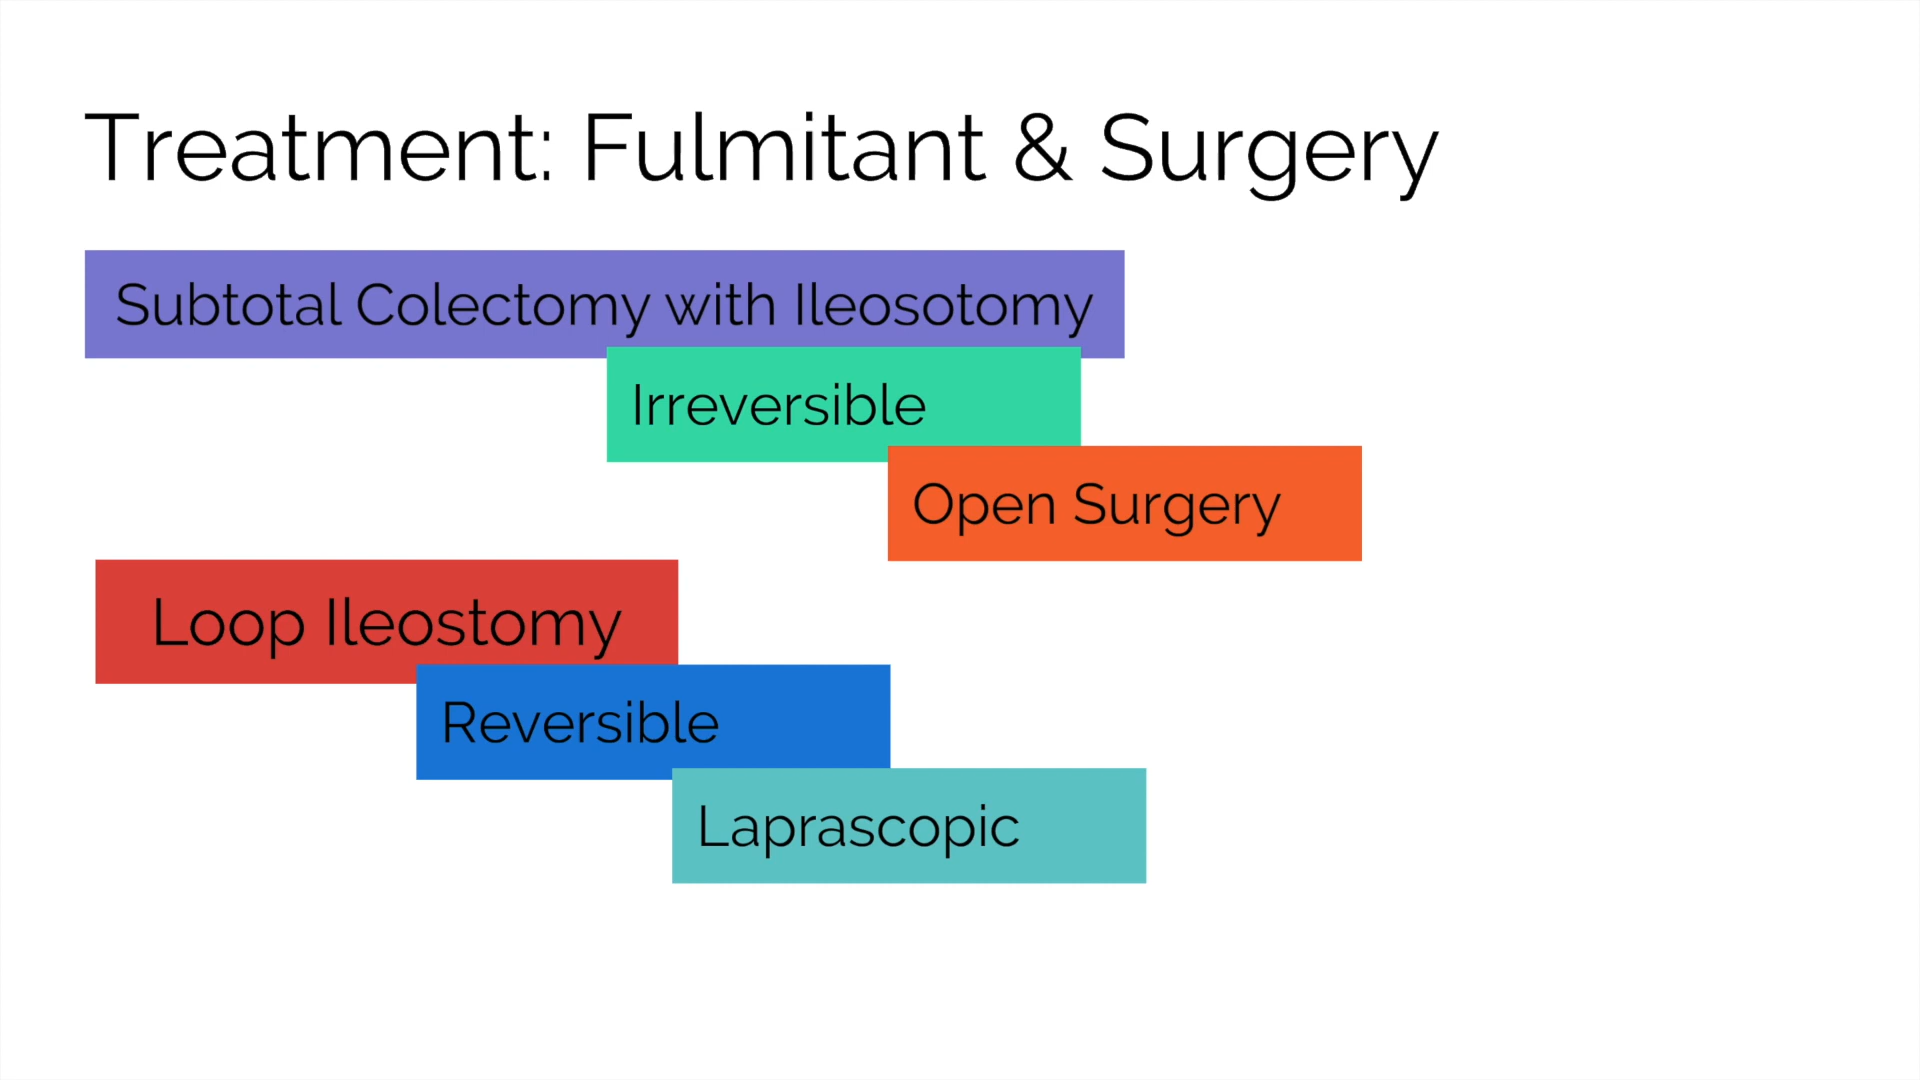 Treatment: Fulmitant & Surgery
Subtotal Colectomy with Ileosotomy
Irreversible
Open Surgery
Loop Ileostomy
Reversible
Laprascopic